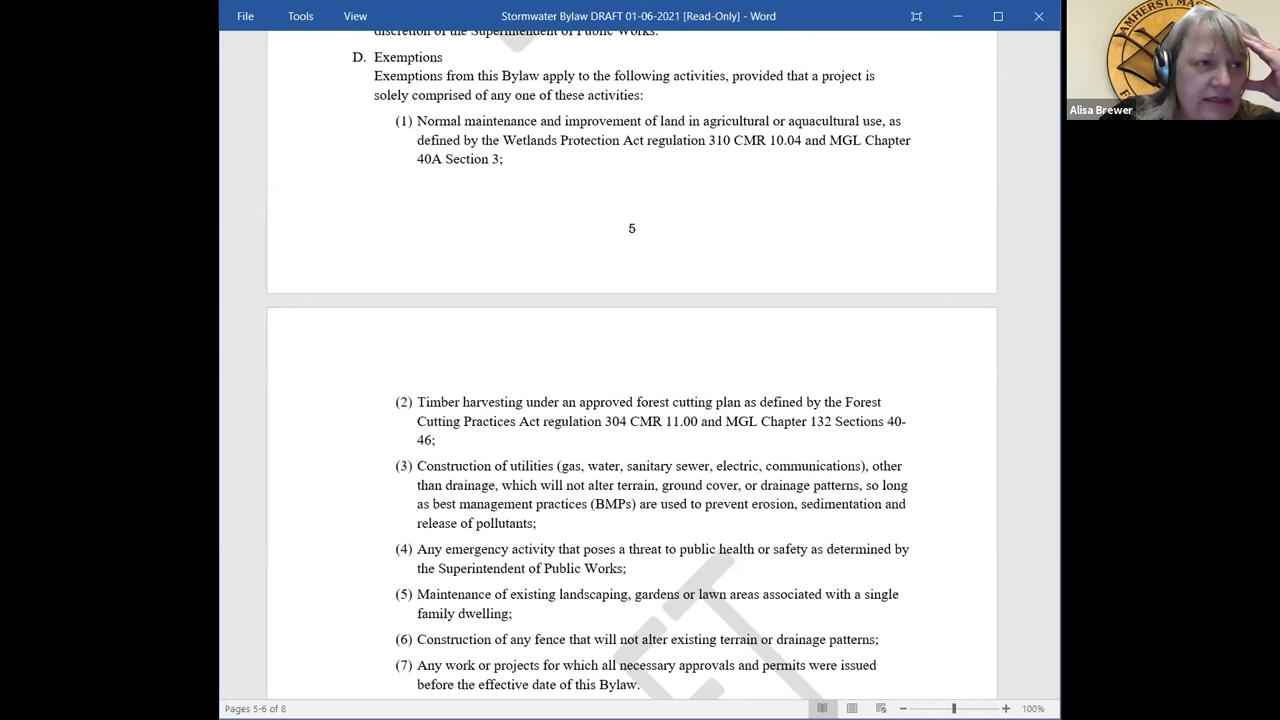 File Tools View Stormwater Bylaw DRAFT 01-06-2021 [Read-Only] - Word
discretion of the Superintendent of Public Works.
D. Exemptions
Exemptions from this Bylaw apply to the following activities, provided that a project is
solely comprised of any one of these activities:
(1) Normal maintenance and improvement of land in agricultural or aquacultural use, as
defined by the Wetlands Protection Act regulation 310 CMR 10.04 and MGL Chapter
40A Section 3;
5
(2) Timber harvesting under an approved forest cutting plan as defined by the Forest
Cutting Practices Act regulation 304 CMR 11.00 and MGL Chapter 132 Sections 40-
46;
(3) Construction of utilities (gas, water, sanitary sewer, electric, communications), other
than drainage, which will not alter terrain, ground cover, or drainage patterns, so long
as best management practices (BMPs) are used to prevent erosion, sedimentation and
release of pollutants;
(4) Any emergency activity that poses a threat to public health or safety as determined by
the Superintendent of Public Works;
(5) Maintenance of existing landscaping, gardens or lawn areas associated with a single
family dwelling;
(6) Construction of any fence that will not alter existing terrain or drainage patterns;
(7) Any work or projects for which all necessary approvals and permits were issued
before the effective date of this Bylaw.
Pages 5-6 of 8
100%
AMHERST, MASS
Alisa Brewer